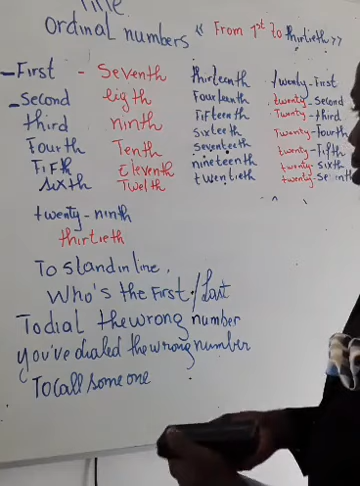 Title
Ordinal numbers « From 1st to thirtieth »
- First - Seventh thirteenth twenty-First
- Second eigth Fourteenth twenty-Second
third ninth FiFteenth Twenty-third
Fourth Tenth Sixteeth Twenty-Fourth
FiFth Eleventh Seventeeth twenty-Fifth
Sixth Twelth nineteenth twenty-Sixth
twentieth twenty-Seventh
twenty-ninth
thirtieth
To Stand in line,
Who's the First / Last
To dial the wrong number
you've dialed the wrong number
To Call Some one